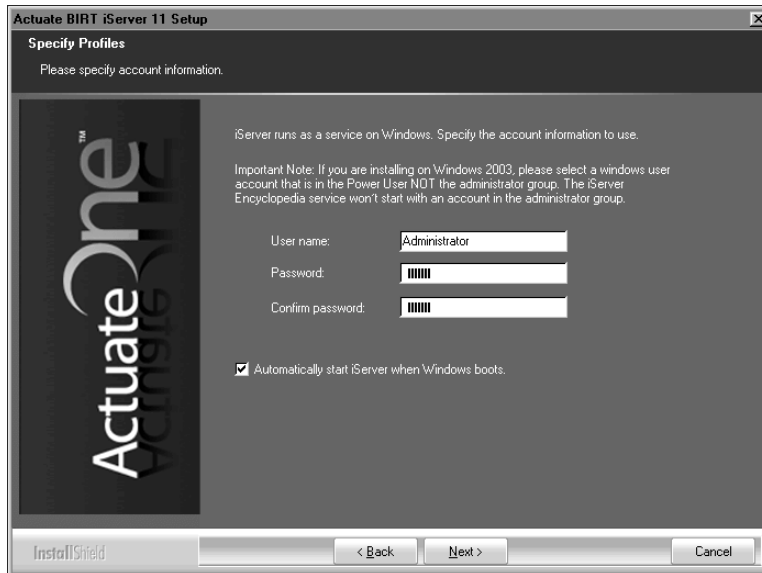 Actuate BIRT iServer 11 Setup
Specify Profiles
Please specify account information.
ActuateOne™
iServer runs as a service on Windows. Specify the account information to use.
Important Note: If you are installing on Windows 2003, please select a windows user
account that is in the Power User NOT the administrator group. The iServer
Encyclopedia service won't start with an account in the administrator group.
User name: Administrator
Password:
Confirm password:
Automatically start iServer when Windows boots.
InstallShield
< Back Next > Cancel